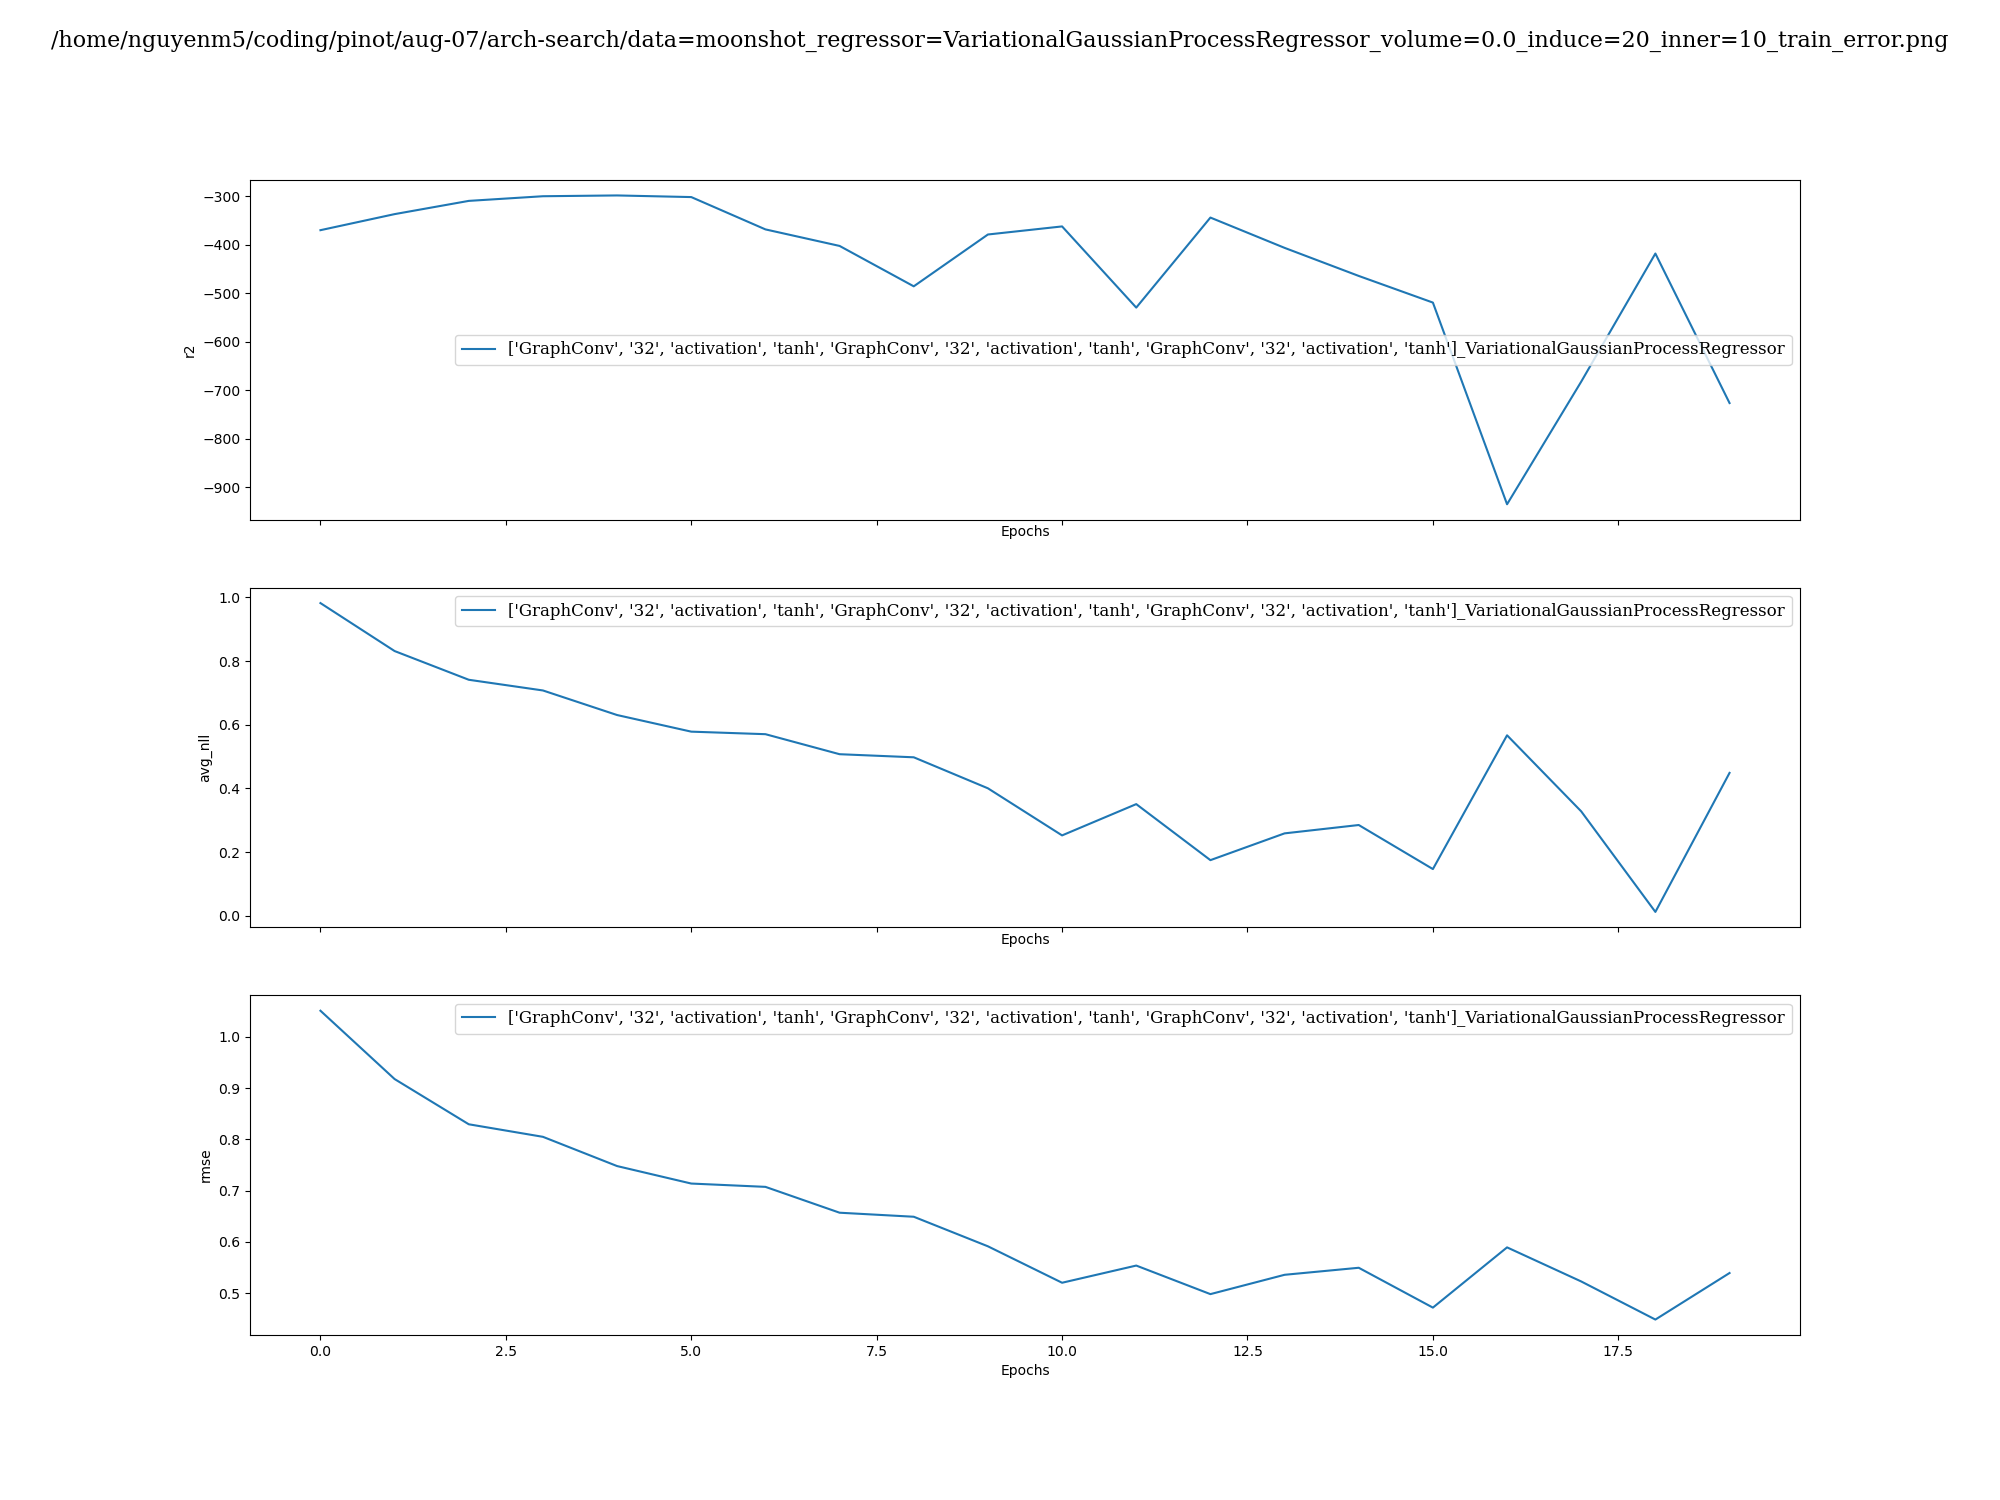 /home/nguyenm5/coding/pinot/aug-07/arch-search/data=moonshot_regressor=VariationalGaussianProcessRegressor_volume=0.0_induce=20_inner=10_train_error.png
−300
−400
−500
−600
−700
−800
−900
r2
['GraphConv', '32', 'activation', 'tanh', 'GraphConv', '32', 'activation', 'tanh', 'GraphConv', '32', 'activation', 'tanh']_VariationalGaussianProcessRegressor
Epochs
1.0
0.8
0.6
0.4
0.2
0.0
avg_nll
['GraphConv', '32', 'activation', 'tanh', 'GraphConv', '32', 'activation', 'tanh', 'GraphConv', '32', 'activation', 'tanh']_VariationalGaussianProcessRegressor
Epochs
1.0
0.9
0.8
0.7
0.6
0.5
rmse
['GraphConv', '32', 'activation', 'tanh', 'GraphConv', '32', 'activation', 'tanh', 'GraphConv', '32', 'activation', 'tanh']_VariationalGaussianProcessRegressor
0.0 2.5 5.0 7.5 10.0 12.5 15.0 17.5
Epochs